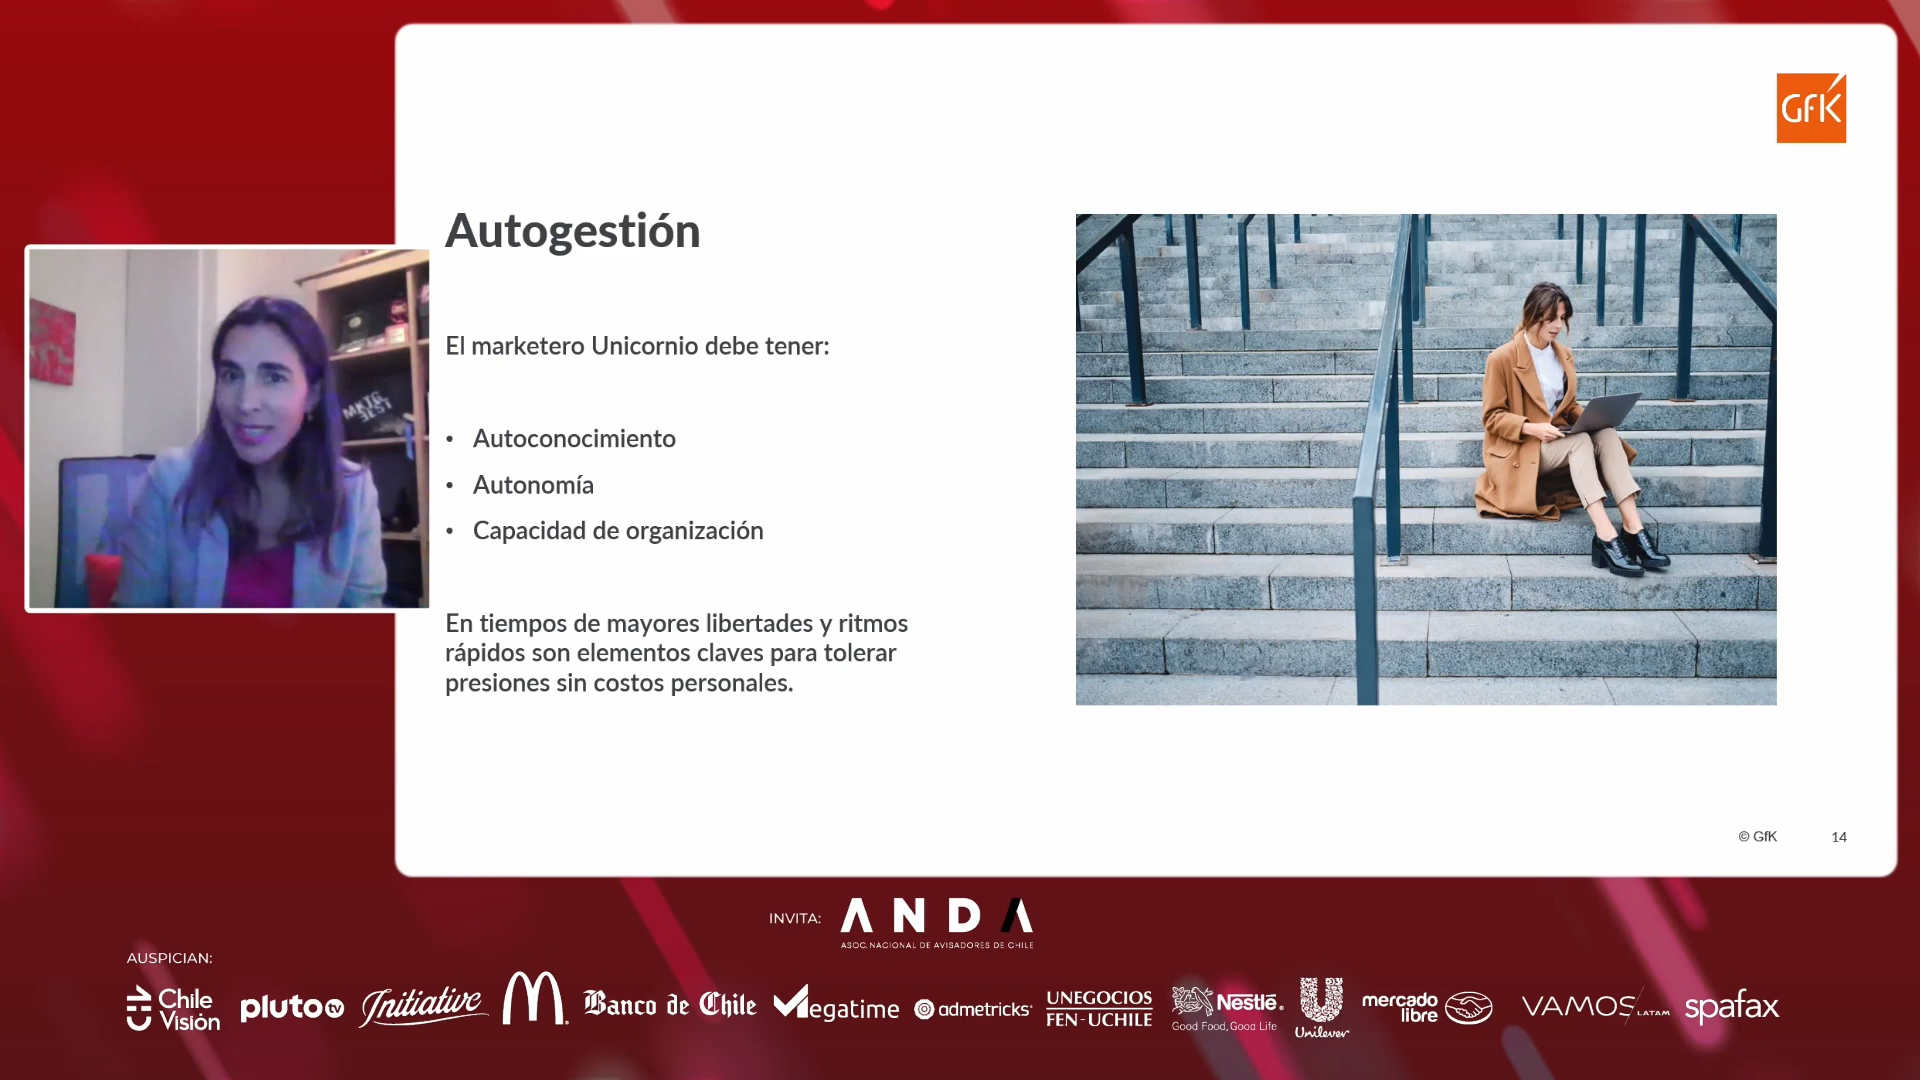 GfK
Autogestión
El marketero Unicornio debe tener:
MKTG
BEST
• Autoconocimiento
• Autonomía
• Capacidad de organización
En tiempos de mayores libertades y ritmos
rápidos son elementos claves para tolerar
presiones sin costos personales.
© GfK 14
INVITA: ANDA
ASOC. NACIONAL DE AVISADORES DE CHILE
AUSPICIAN:
CHV Chile
Visión
pluto tv
Initiative
Banco de Chile
Megatime
admetricks
UNEGOCIOS
FEN-UCHILE
Nestlé
Good Food, Good Life
Unilever
mercado
libre
VAMOS LATAM
spafax